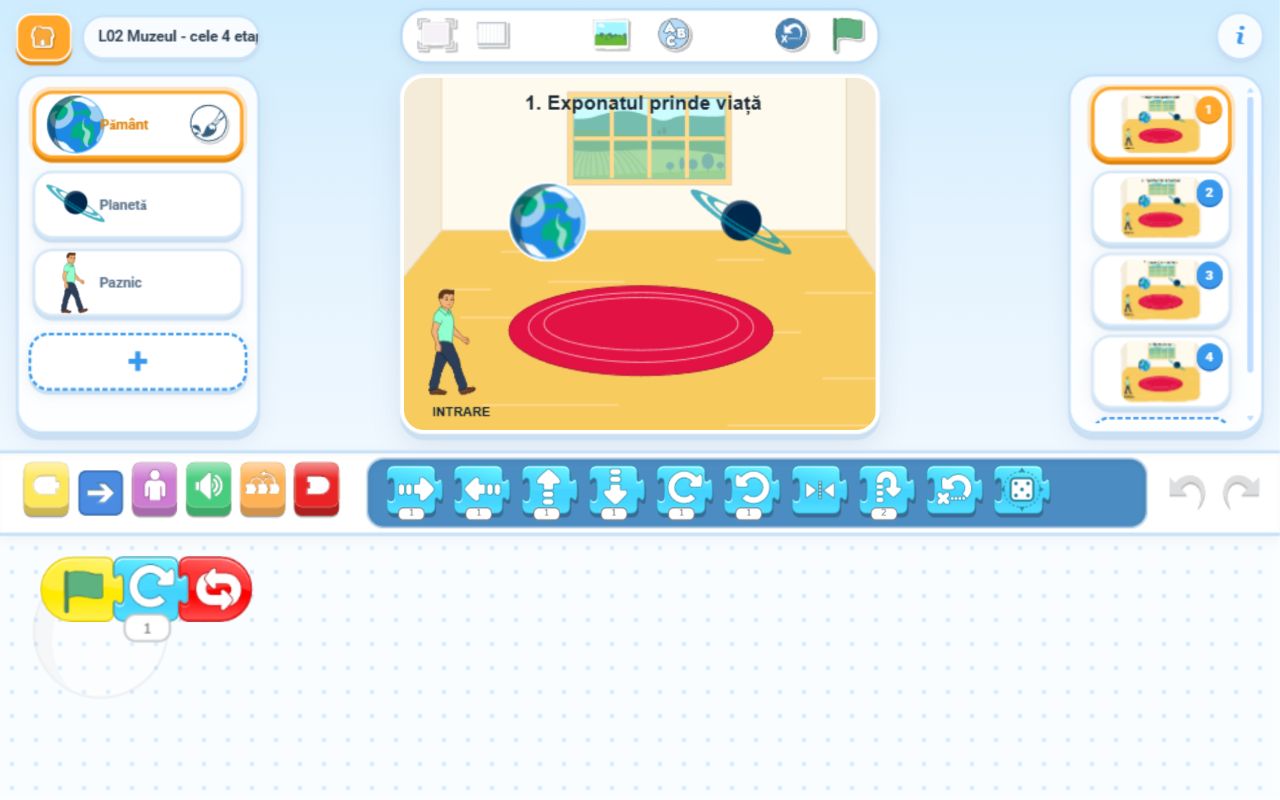 L02 Muzeul - cele 4 eta
A
B
C
x
i
Pământ
Planetă
Paznic
+
1. Exponatul prinde viață
INTRARE
1
2
3
4
1
1
1
1
1
1
2
x
1